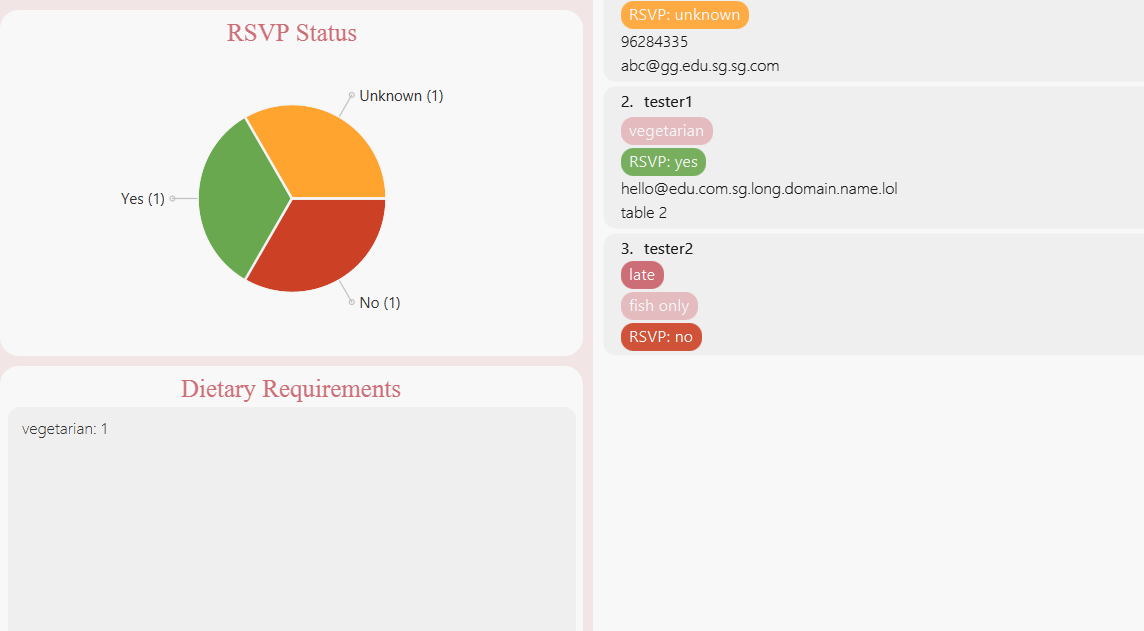 RSVP Status
Unknown (1)
Yes (1)
No (1)
Dietary Requirements
vegetarian: 1
RSVP: unknown
96284335
abc@gg.edu.sg.sg.com
2. tester1
vegetarian
RSVP: yes
hello@edu.com.sg.long.domain.name.lol
table 2
3. tester2
late
fish only
RSVP: no